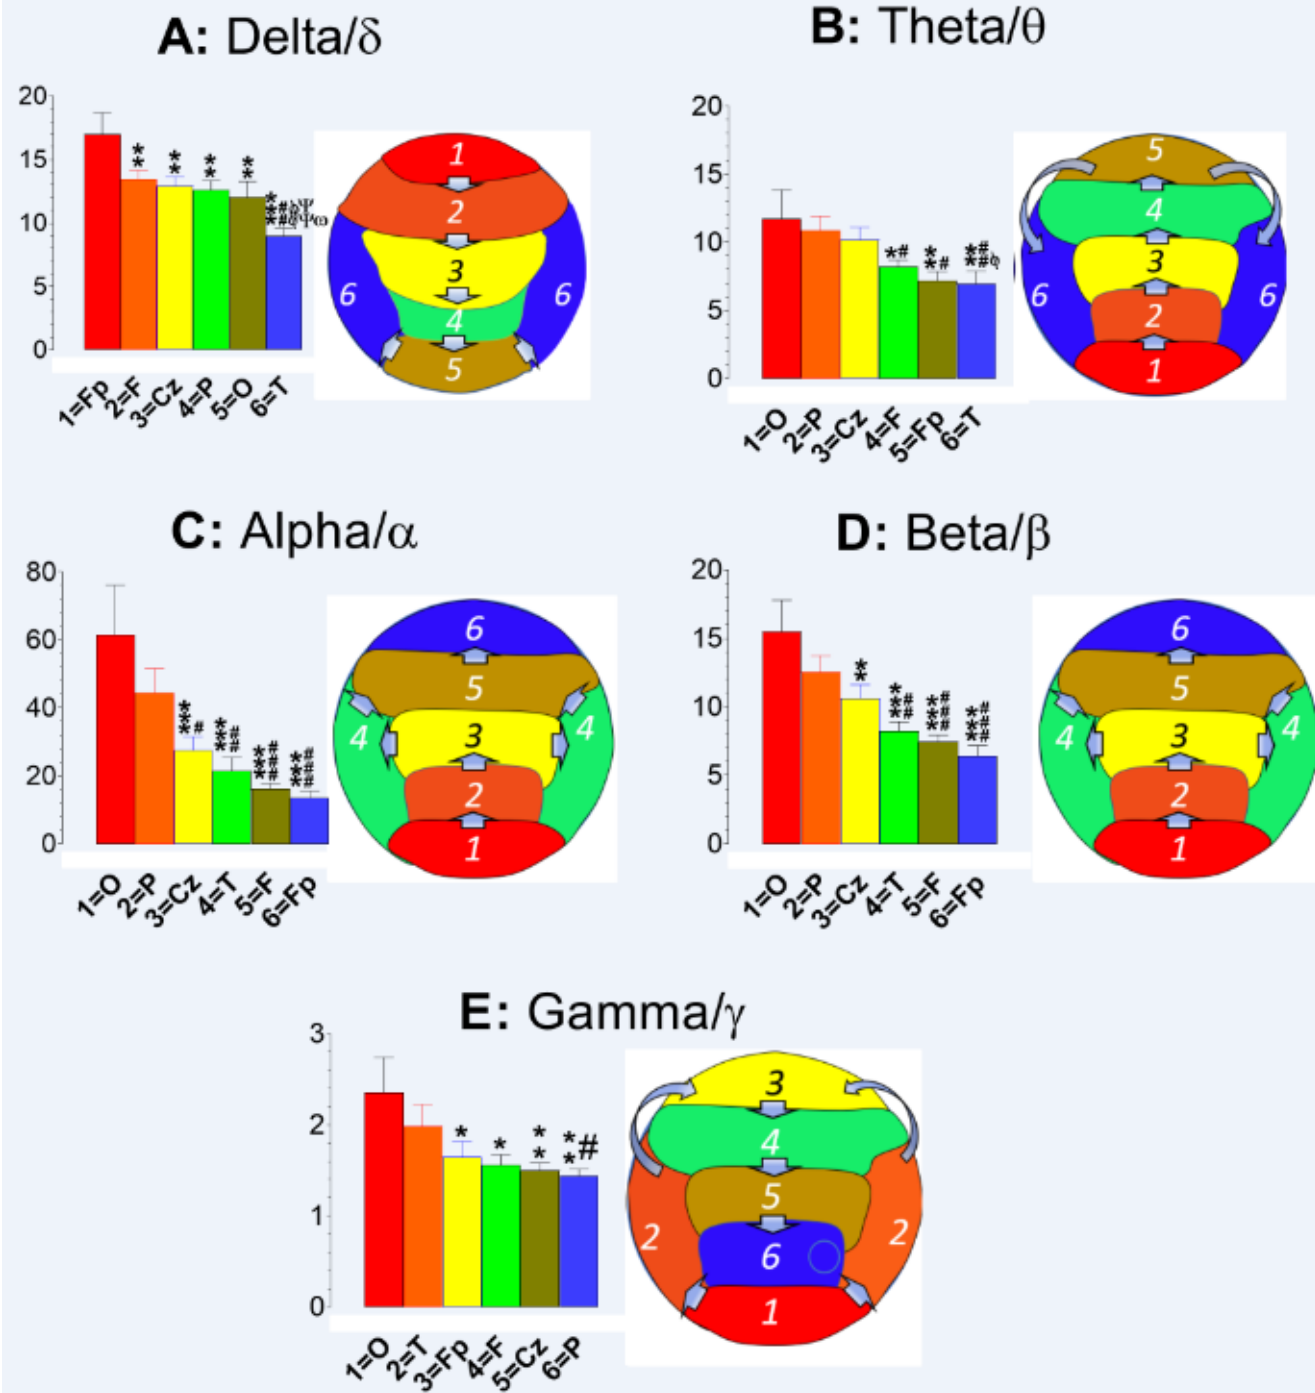 A: Delta/δ
20
15
10
5
0
**
**
**
**
1=Fp
2=F
3=Cz
4=P
5=O
6=T
1
2
3
4
5
6
6
B: Theta/θ
20
15
10
5
0
*#
**#
1=O
2=P
3=Cz
4=F
5=Fp
6=T
5
4
3
2
1
6
6
C: Alpha/α
80
60
40
20
0
***#
***##
***###
***###
1=O
2=P
3=Cz
4=T
5=F
6=Fp
6
5
4
3
4
2
1
D: Beta/β
20
15
10
5
0
**
***##
***###
***###
1=O
2=P
3=Cz
4=T
5=F
6=Fp
6
5
4
3
4
2
1
E: Gamma/γ
3
2
1
0
*
*
**
**#
1=O
2=T
3=Fp
4=F
5=Cz
6=P
3
4
5
2
6
2
1